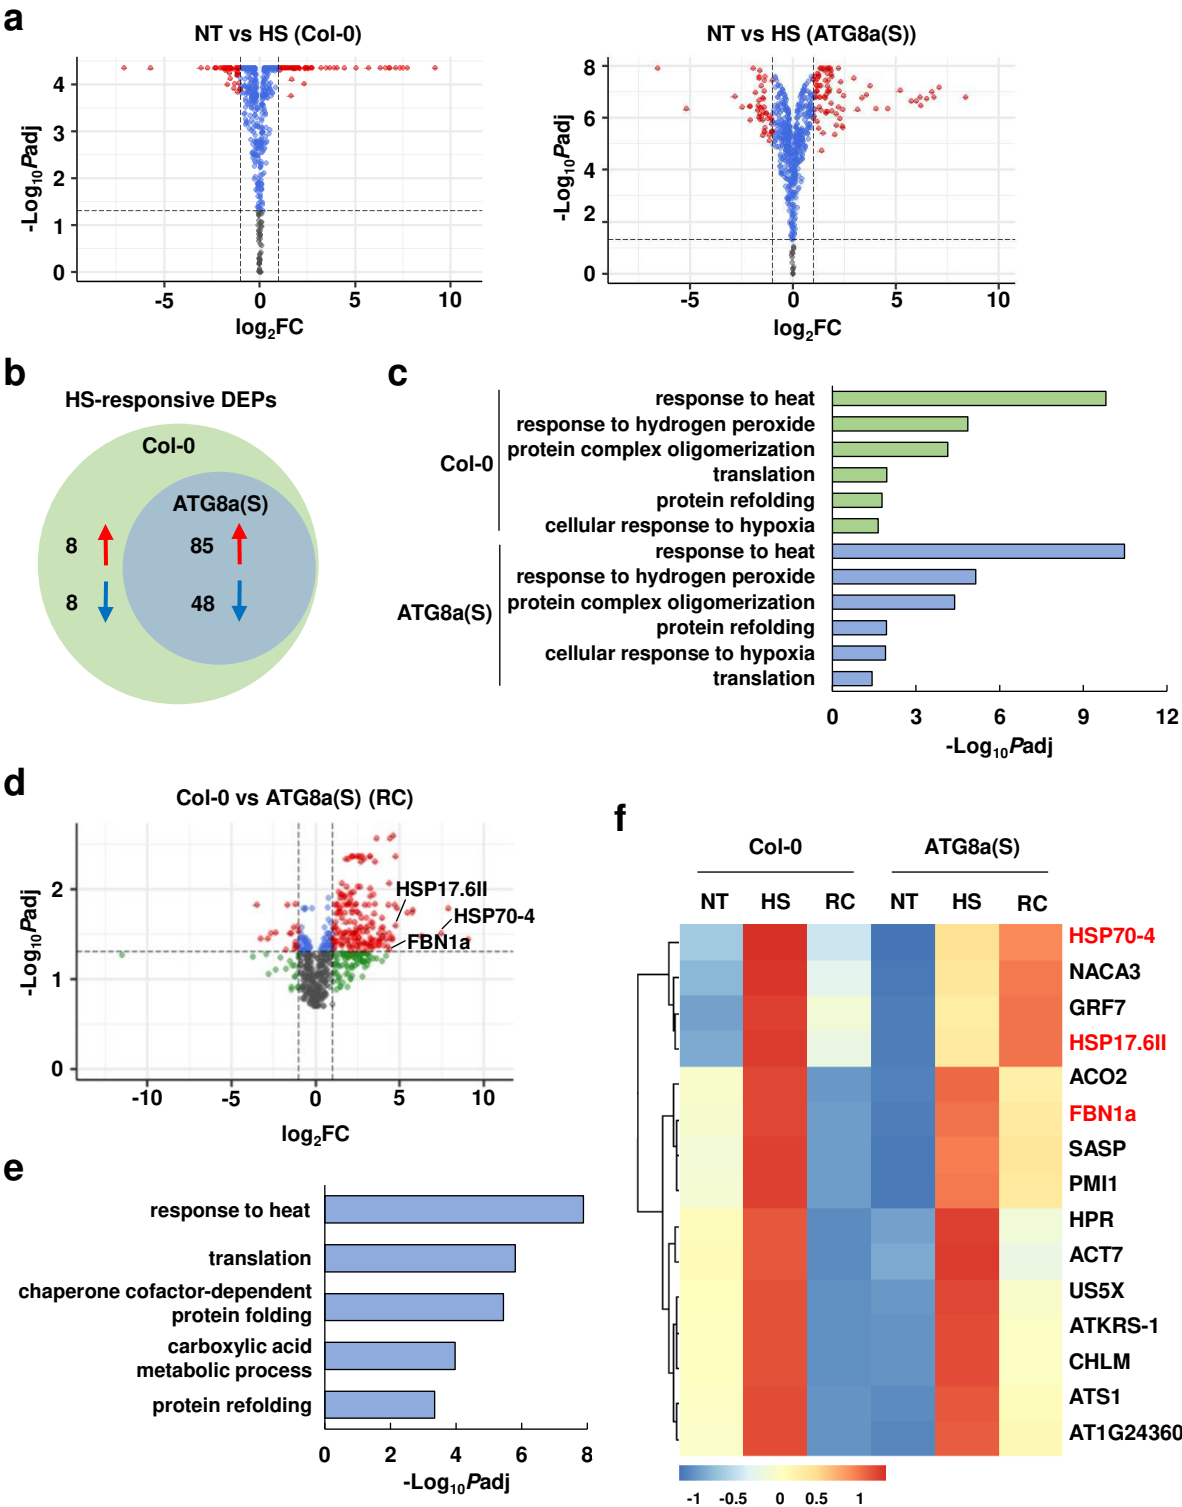 a
NT vs HS (Col-0)
-Log10Padj
4
3
2
1
0
-5 0 5 10
log2FC
NT vs HS (ATG8a(S))
-Log10Padj
8
6
4
2
0
-5 0 5 10
log2FC
b
HS-responsive DEPs
Col-0
ATG8a(S)
8 85
8 48
c
Col-0
response to heat
response to hydrogen peroxide
protein complex oligomerization
translation
protein refolding
cellular response to hypoxia
ATG8a(S)
response to heat
response to hydrogen peroxide
protein complex oligomerization
protein refolding
cellular response to hypoxia
translation
0 3 6 9 12
-Log10Padj
d
Col-0 vs ATG8a(S) (RC)
-Log10Padj
2
1
0
HSP17.6II
HSP70-4
FBN1a
-10 -5 0 5 10
log2FC
e
response to heat
translation
chaperone cofactor-dependent
protein folding
carboxylic acid
metabolic process
protein refolding
0 2 4 6 8
-Log10Padj
f
Col-0 ATG8a(S)
NT HS RC NT HS RC
HSP70-4
NACA3
GRF7
HSP17.6II
ACO2
FBN1a
SASP
PMI1
HPR
ACT7
US5X
ATKRS-1
CHLM
ATS1
AT1G24360
-1 -0.5 0 0.5 1